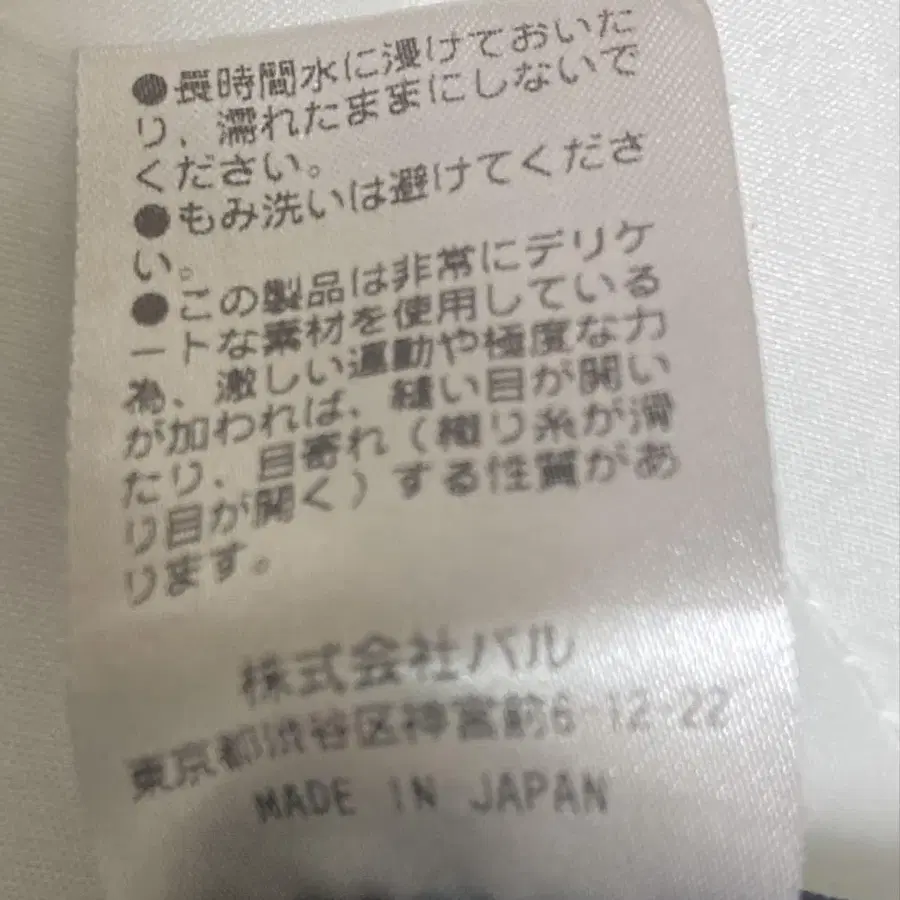 ●長時間水に浸けておいた
り、濡れたままにしないで
ください。
●もみ洗いは避けてくださ
い。
●この製品は非常にデリケ
ートな素材を使用している
為、激しい運動や極度な力
が加われば、縫い目が開い
たり、目寄れ(織り糸が滑
り目が開く)する性質があ
ります。
株式会社バル
東京都渋谷区神宮前6-12-22
MADE IN JAPAN